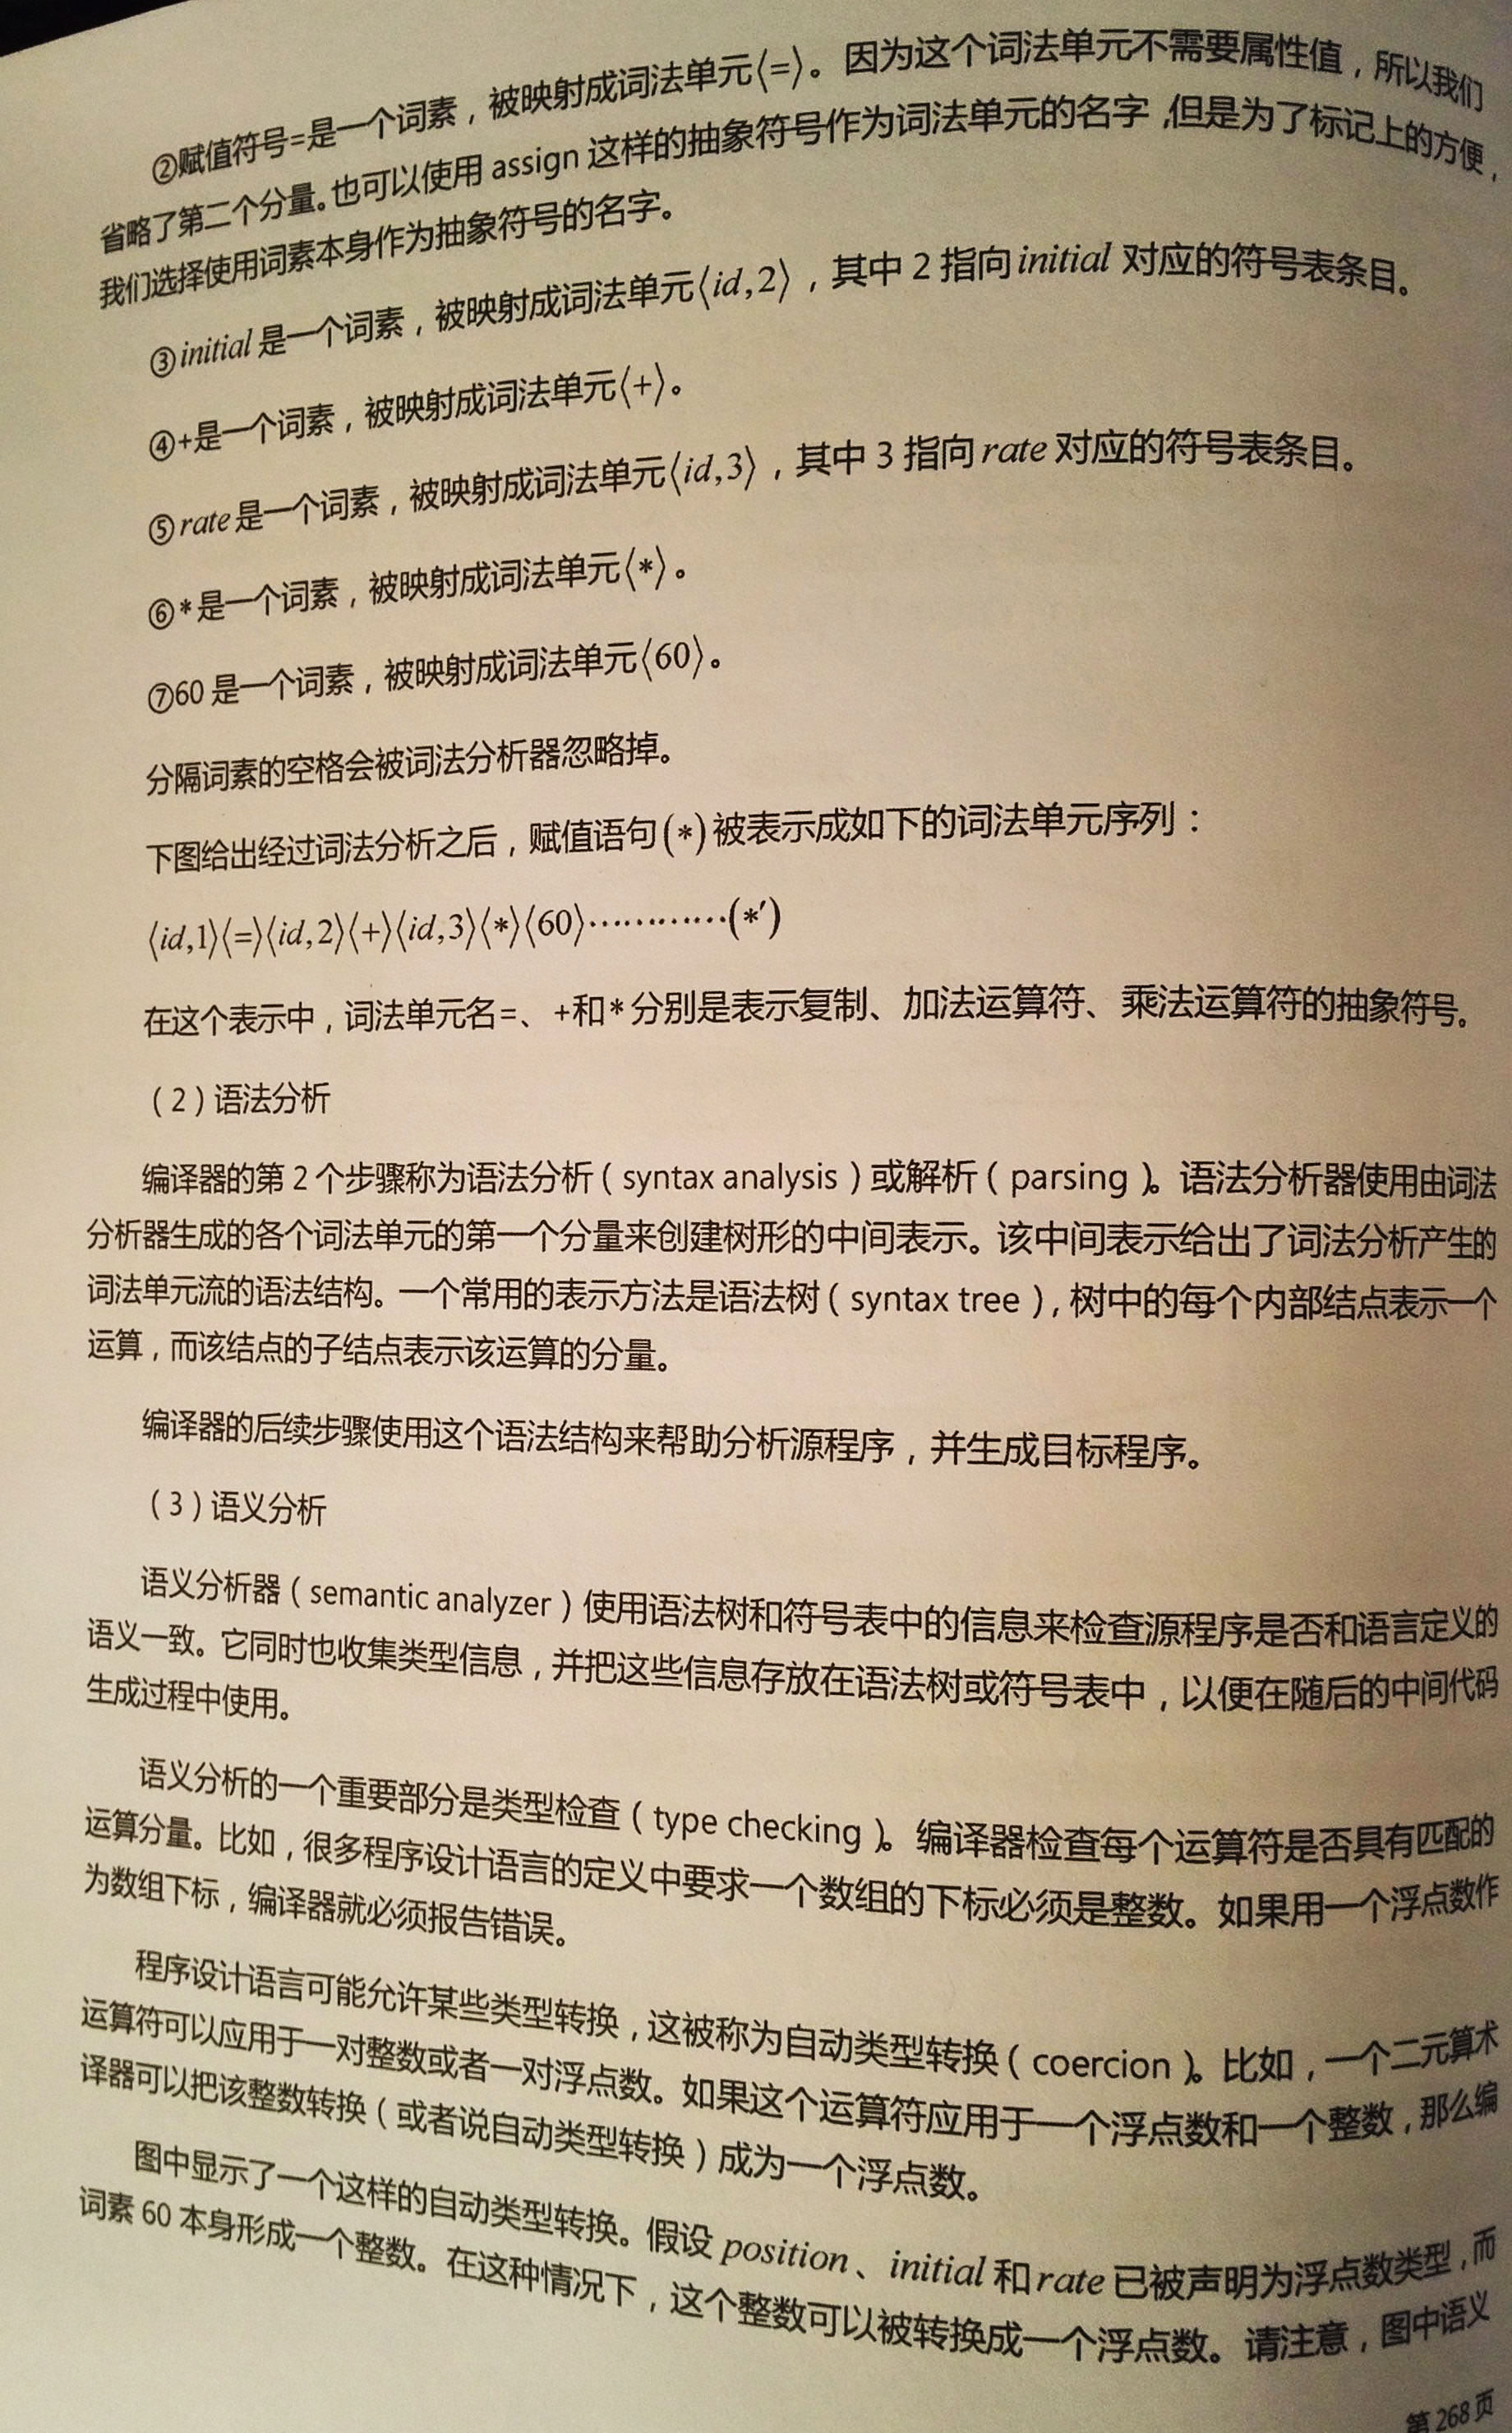 ②赋值符号=是一个词素，被映射成词法单元⟨=⟩。因为这个词法单元不需要属性值，所以我们
省略了第二个分量。也可以使用 assign 这样的抽象符号作为词法单元的名字,但是为了标记上的方便，
我们选择使用词素本身作为抽象符号的名字。
③initial 是一个词素，被映射成词法单元⟨id,2⟩，其中 2 指向 initial 对应的符号表条目。
④+是一个词素，被映射成词法单元⟨+⟩。
⑤rate 是一个词素，被映射成词法单元⟨id,3⟩，其中 3 指向 rate 对应的符号表条目。
⑥*是一个词素，被映射成词法单元⟨*⟩。
⑦60 是一个词素，被映射成词法单元⟨60⟩。
分隔词素的空格会被词法分析器忽略掉。
下图给出经过词法分析之后，赋值语句(*)被表示成如下的词法单元序列：
⟨id,1⟩⟨=⟩⟨id,2⟩⟨+⟩⟨id,3⟩⟨*⟩⟨60⟩…………(*′)
在这个表示中，词法单元名=、+和*分别是表示复制、加法运算符、乘法运算符的抽象符号。
（2）语法分析
编译器的第 2 个步骤称为语法分析（syntax analysis）或解析（parsing）。语法分析器使用由词法
分析器生成的各个词法单元的第一个分量来创建树形的中间表示。该中间表示给出了词法分析产生的
词法单元流的语法结构。一个常用的表示方法是语法树（syntax tree），树中的每个内部结点表示一个
运算，而该结点的子结点表示该运算的分量。
编译器的后续步骤使用这个语法结构来帮助分析源程序，并生成目标程序。
（3）语义分析
语义分析器（semantic analyzer）使用语法树和符号表中的信息来检查源程序是否和语言定义的
语义一致。它同时也收集类型信息，并把这些信息存放在语法树或符号表中，以便在随后的中间代码
生成过程中使用。
语义分析的一个重要部分是类型检查（type checking）。编译器检查每个运算符是否具有匹配的
运算分量。比如，很多程序设计语言的定义中要求一个数组的下标必须是整数。如果用一个浮点数作
为数组下标，编译器就必须报告错误。
程序设计语言可能允许某些类型转换，这被称为自动类型转换（coercion）。比如，一个二元算术
运算符可以应用于一对整数或者一对浮点数。如果这个运算符应用于一个浮点数和一个整数，那么编
译器可以把该整数转换（或者说自动类型转换）成为一个浮点数。
图中显示了一个这样的自动类型转换。假设 position、initial 和 rate 已被声明为浮点数类型，而
词素 60 本身形成一个整数。在这种情况下，这个整数可以被转换成一个浮点数。请注意，图中语义
第 268 页